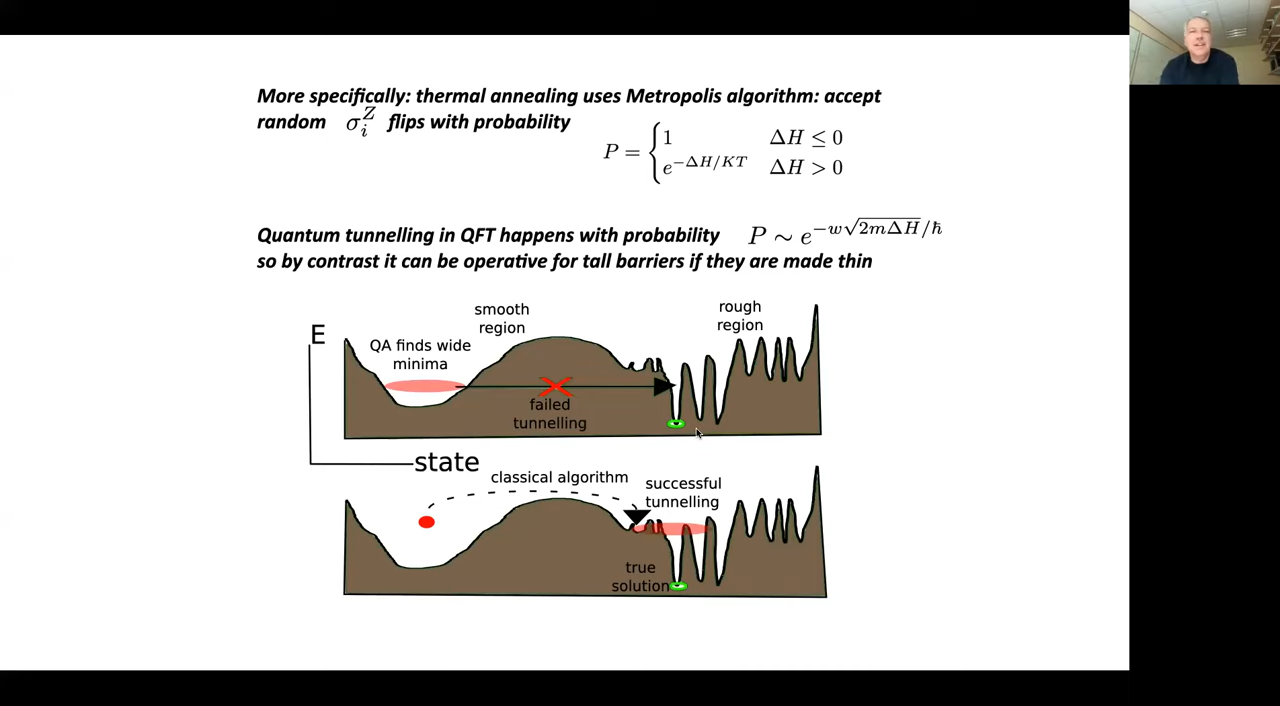 More specifically: thermal annealing uses Metropolis algorithm: accept
random σ_i^Z flips with probability
P = { 1 ΔH ≤ 0
e^{-ΔH/KT} ΔH > 0
Quantum tunnelling in QFT happens with probability P ∼ e^{-w√(2mΔH)/ħ}
so by contrast it can be operative for tall barriers if they are made thin
smooth
region
rough
region
E
QA finds wide
minima
failed
tunnelling
state
classical algorithm
successful
tunnelling
true
solution